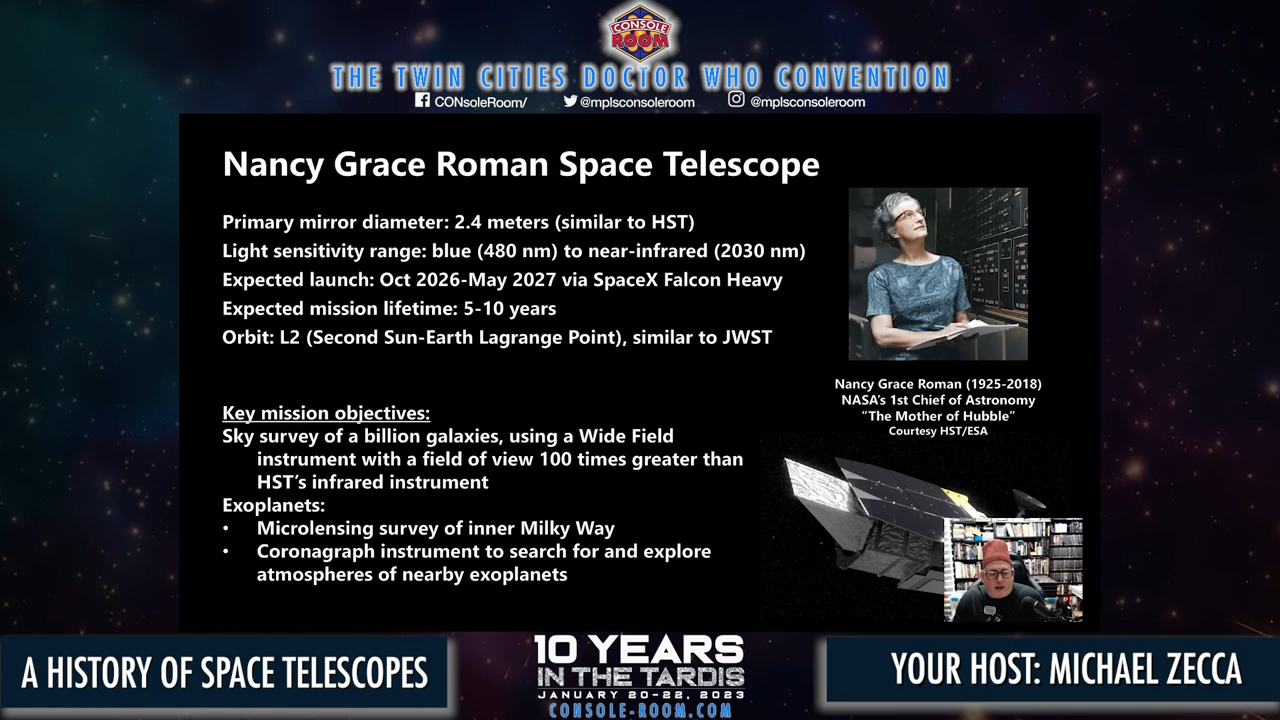 CONSOLE
ROOM
THE TWIN CITIES DOCTOR WHO CONVENTION
CONsoleRoom/ @mplsconsoleroom @mplsconsoleroom
Nancy Grace Roman Space Telescope
Primary mirror diameter: 2.4 meters (similar to HST)
Light sensitivity range: blue (480 nm) to near-infrared (2030 nm)
Expected launch: Oct 2026-May 2027 via SpaceX Falcon Heavy
Expected mission lifetime: 5-10 years
Orbit: L2 (Second Sun-Earth Lagrange Point), similar to JWST
Nancy Grace Roman (1925-2018)
NASA's 1st Chief of Astronomy
“The Mother of Hubble”
Courtesy HST/ESA
Key mission objectives:
Sky survey of a billion galaxies, using a Wide Field
instrument with a field of view 100 times greater than
HST's infrared instrument
Exoplanets:
• Microlensing survey of inner Milky Way
• Coronagraph instrument to search for and explore
atmospheres of nearby exoplanets
A HISTORY OF SPACE TELESCOPES
10 YEARS
IN THE TARDIS
JANUARY 20-22, 2023
CONSOLE-ROOM.COM
YOUR HOST: MICHAEL ZECCA